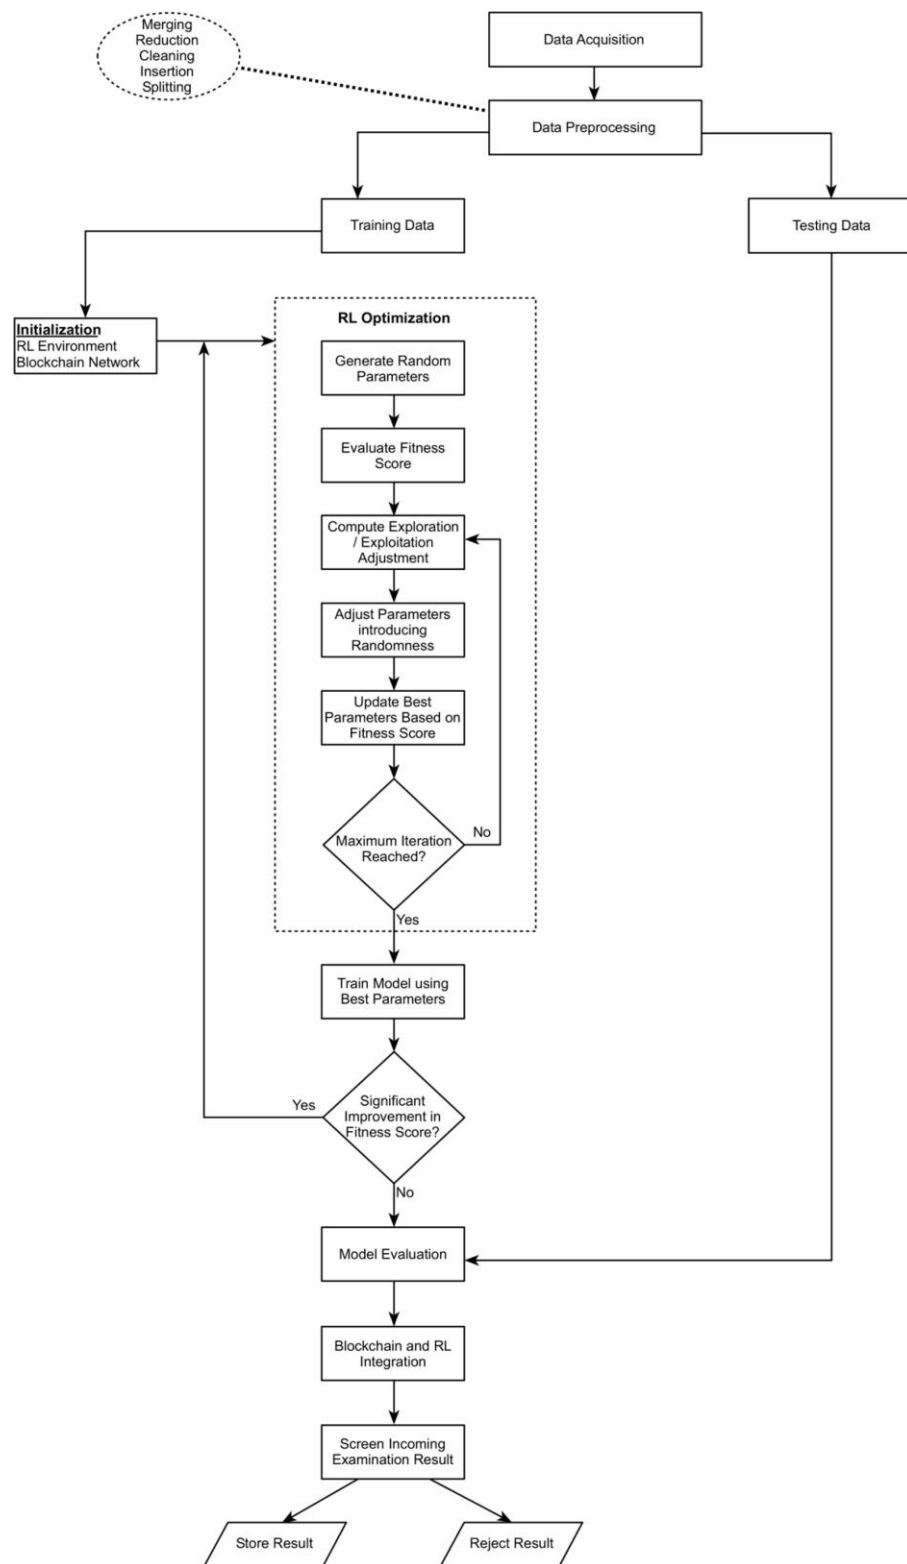 Merging
Reduction
Cleaning
Insertion
Splitting
Data Acquisition
Data Preprocessing
Training Data
Testing Data
Initialization
RL Environment
Blockchain Network
RL Optimization
Generate Random
Parameters
Evaluate Fitness
Score
Compute Exploration
/ Exploitation
Adjustment
Adjust Parameters
introducing
Randomness
Update Best
Parameters Based on
Fitness Score
Maximum Iteration
Reached?
No
Yes
Train Model using
Best Parameters
Significant
Improvement in
Fitness Score?
Yes
No
Model Evaluation
Blockchain and RL
Integration
Screen Incoming
Examination Result
Store Result
Reject Result